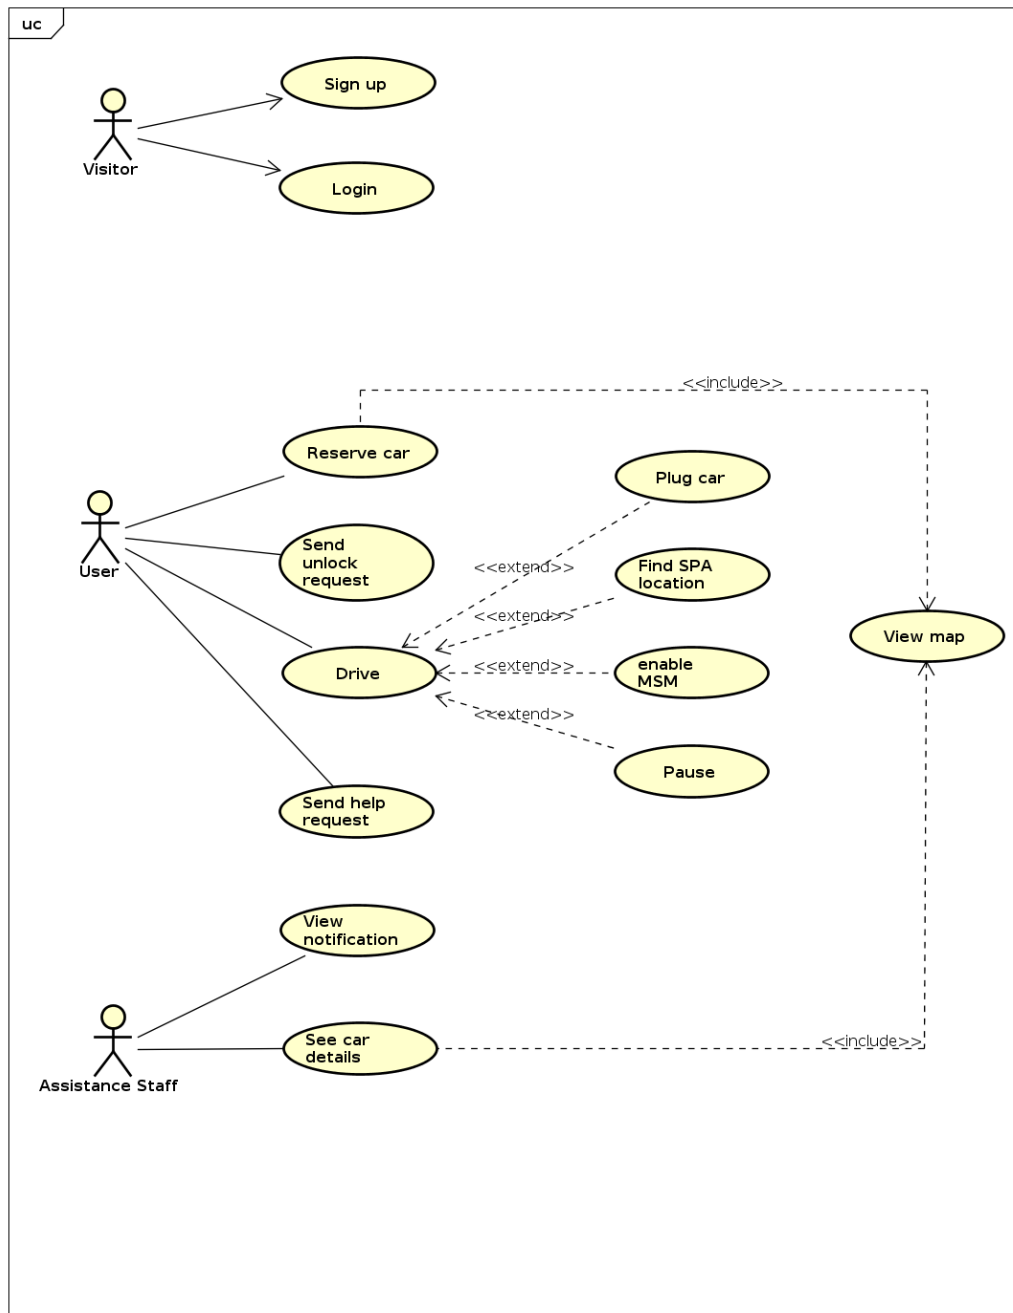 uc
Sign up
Visitor
Login
<<include>>
Reserve car
Plug car
User
Send
unlock
request
<<extend>>
Find SPA
location
<<extend>>
View map
Drive
<<extend>>
enable
MSM
<<extend>>
Pause
Send help
request
View
notification
See car
details
<<include>>
Assistance Staff